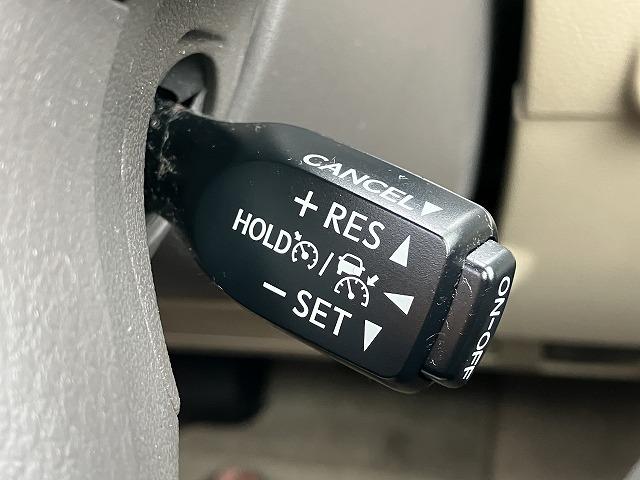 CANCEL▼
+ RES ▲
HOLD / ◀
− SET ▼
ON-OFF